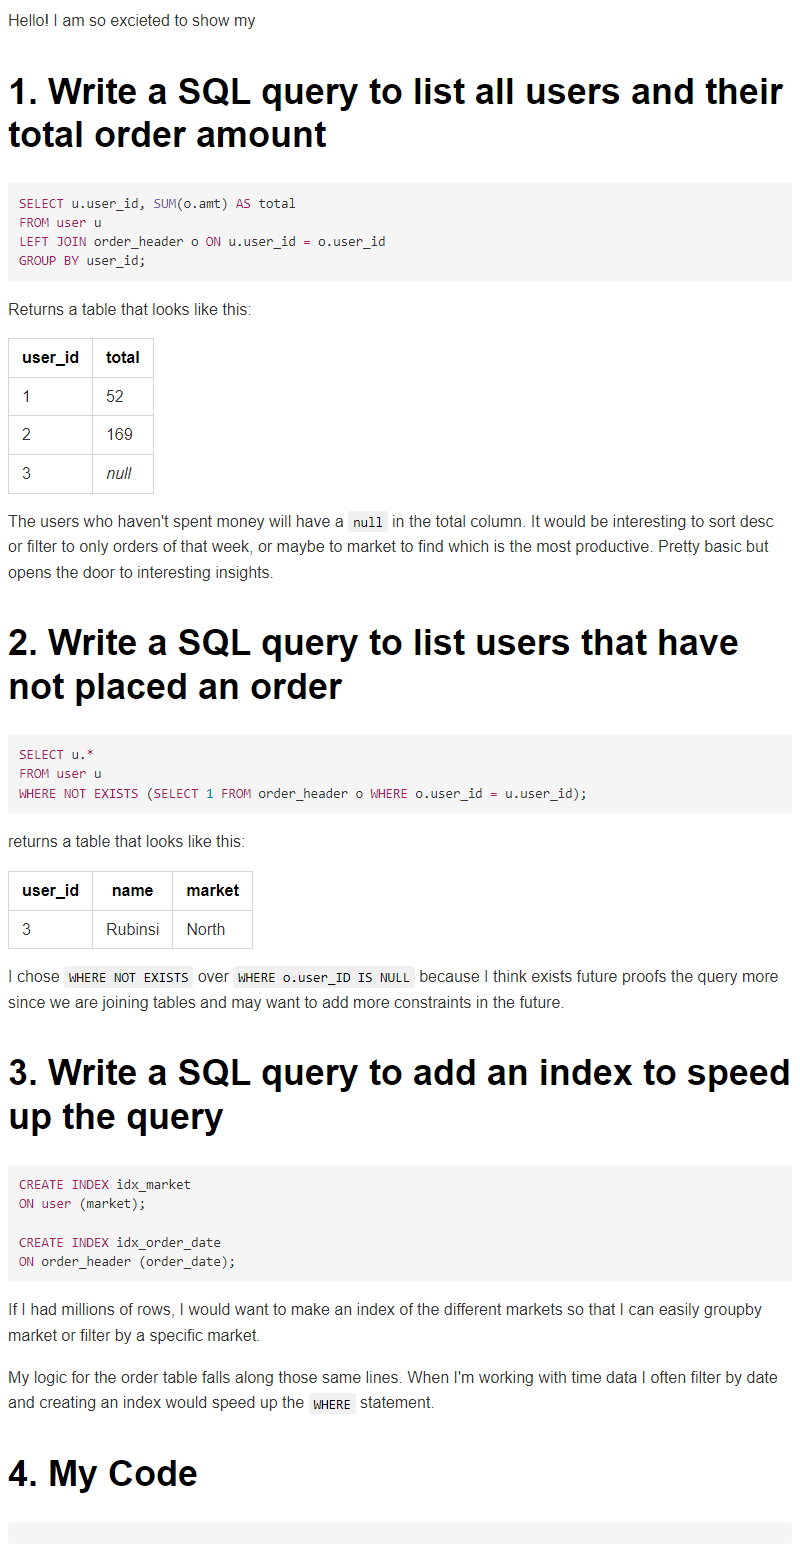 Hello! I am so excieted to show my
1. Write a SQL query to list all users and their
total order amount
SELECT u.user_id, SUM(o.amt) AS total
FROM user u
LEFT JOIN order_header o ON u.user_id = o.user_id
GROUP BY user_id;
Returns a table that looks like this:
user_id total
1 52
2 169
3 null
The users who haven't spent money will have a null in the total column. It would be interesting to sort desc
or filter to only orders of that week, or maybe to market to find which is the most productive. Pretty basic but
opens the door to interesting insights.
2. Write a SQL query to list users that have
not placed an order
SELECT u.*
FROM user u
WHERE NOT EXISTS (SELECT 1 FROM order_header o WHERE o.user_id = u.user_id);
returns a table that looks like this:
user_id name market
3 Rubinsi North
I chose WHERE NOT EXISTS over WHERE o.user_ID IS NULL because I think exists future proofs the query more
since we are joining tables and may want to add more constraints in the future.
3. Write a SQL query to add an index to speed
up the query
CREATE INDEX idx_market
ON user (market);
CREATE INDEX idx_order_date
ON order_header (order_date);
If I had millions of rows, I would want to make an index of the different markets so that I can easily groupby
market or filter by a specific market.
My logic for the order table falls along those same lines. When I'm working with time data I often filter by date
and creating an index would speed up the WHERE statement.
4. My Code